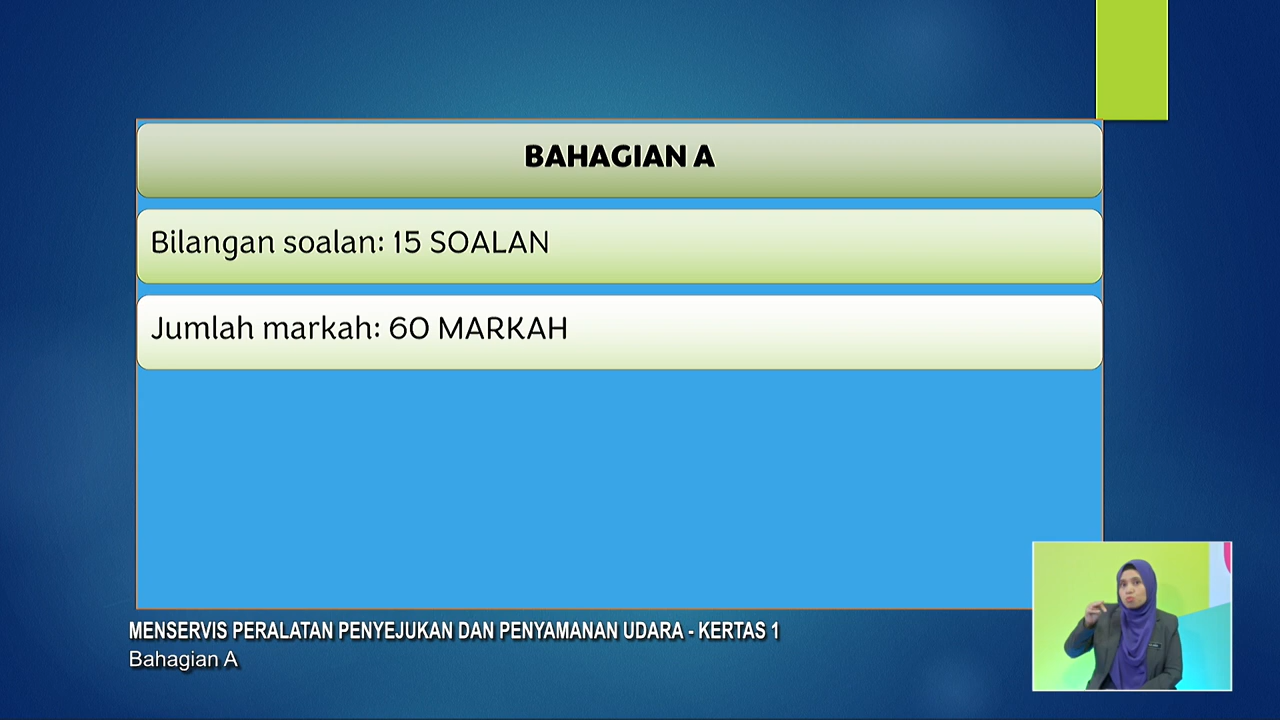 BAHAGIAN A
Bilangan soalan: 15 SOALAN
Jumlah markah: 60 MARKAH
MENSERVIS PERALATAN PENYEJUKAN DAN PENYAMANAN UDARA - KERTAS 1
Bahagian A